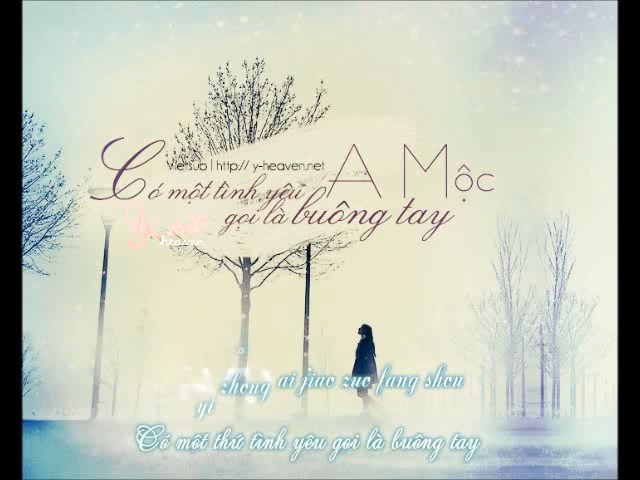 Vietsub | http:// y-heaven.net
A Mộc
Có một tình yêu
gọi là buông tay
heaven
yi zhong ai jiao zuo fang shou
Có một thứ tình yêu gọi là buông tay